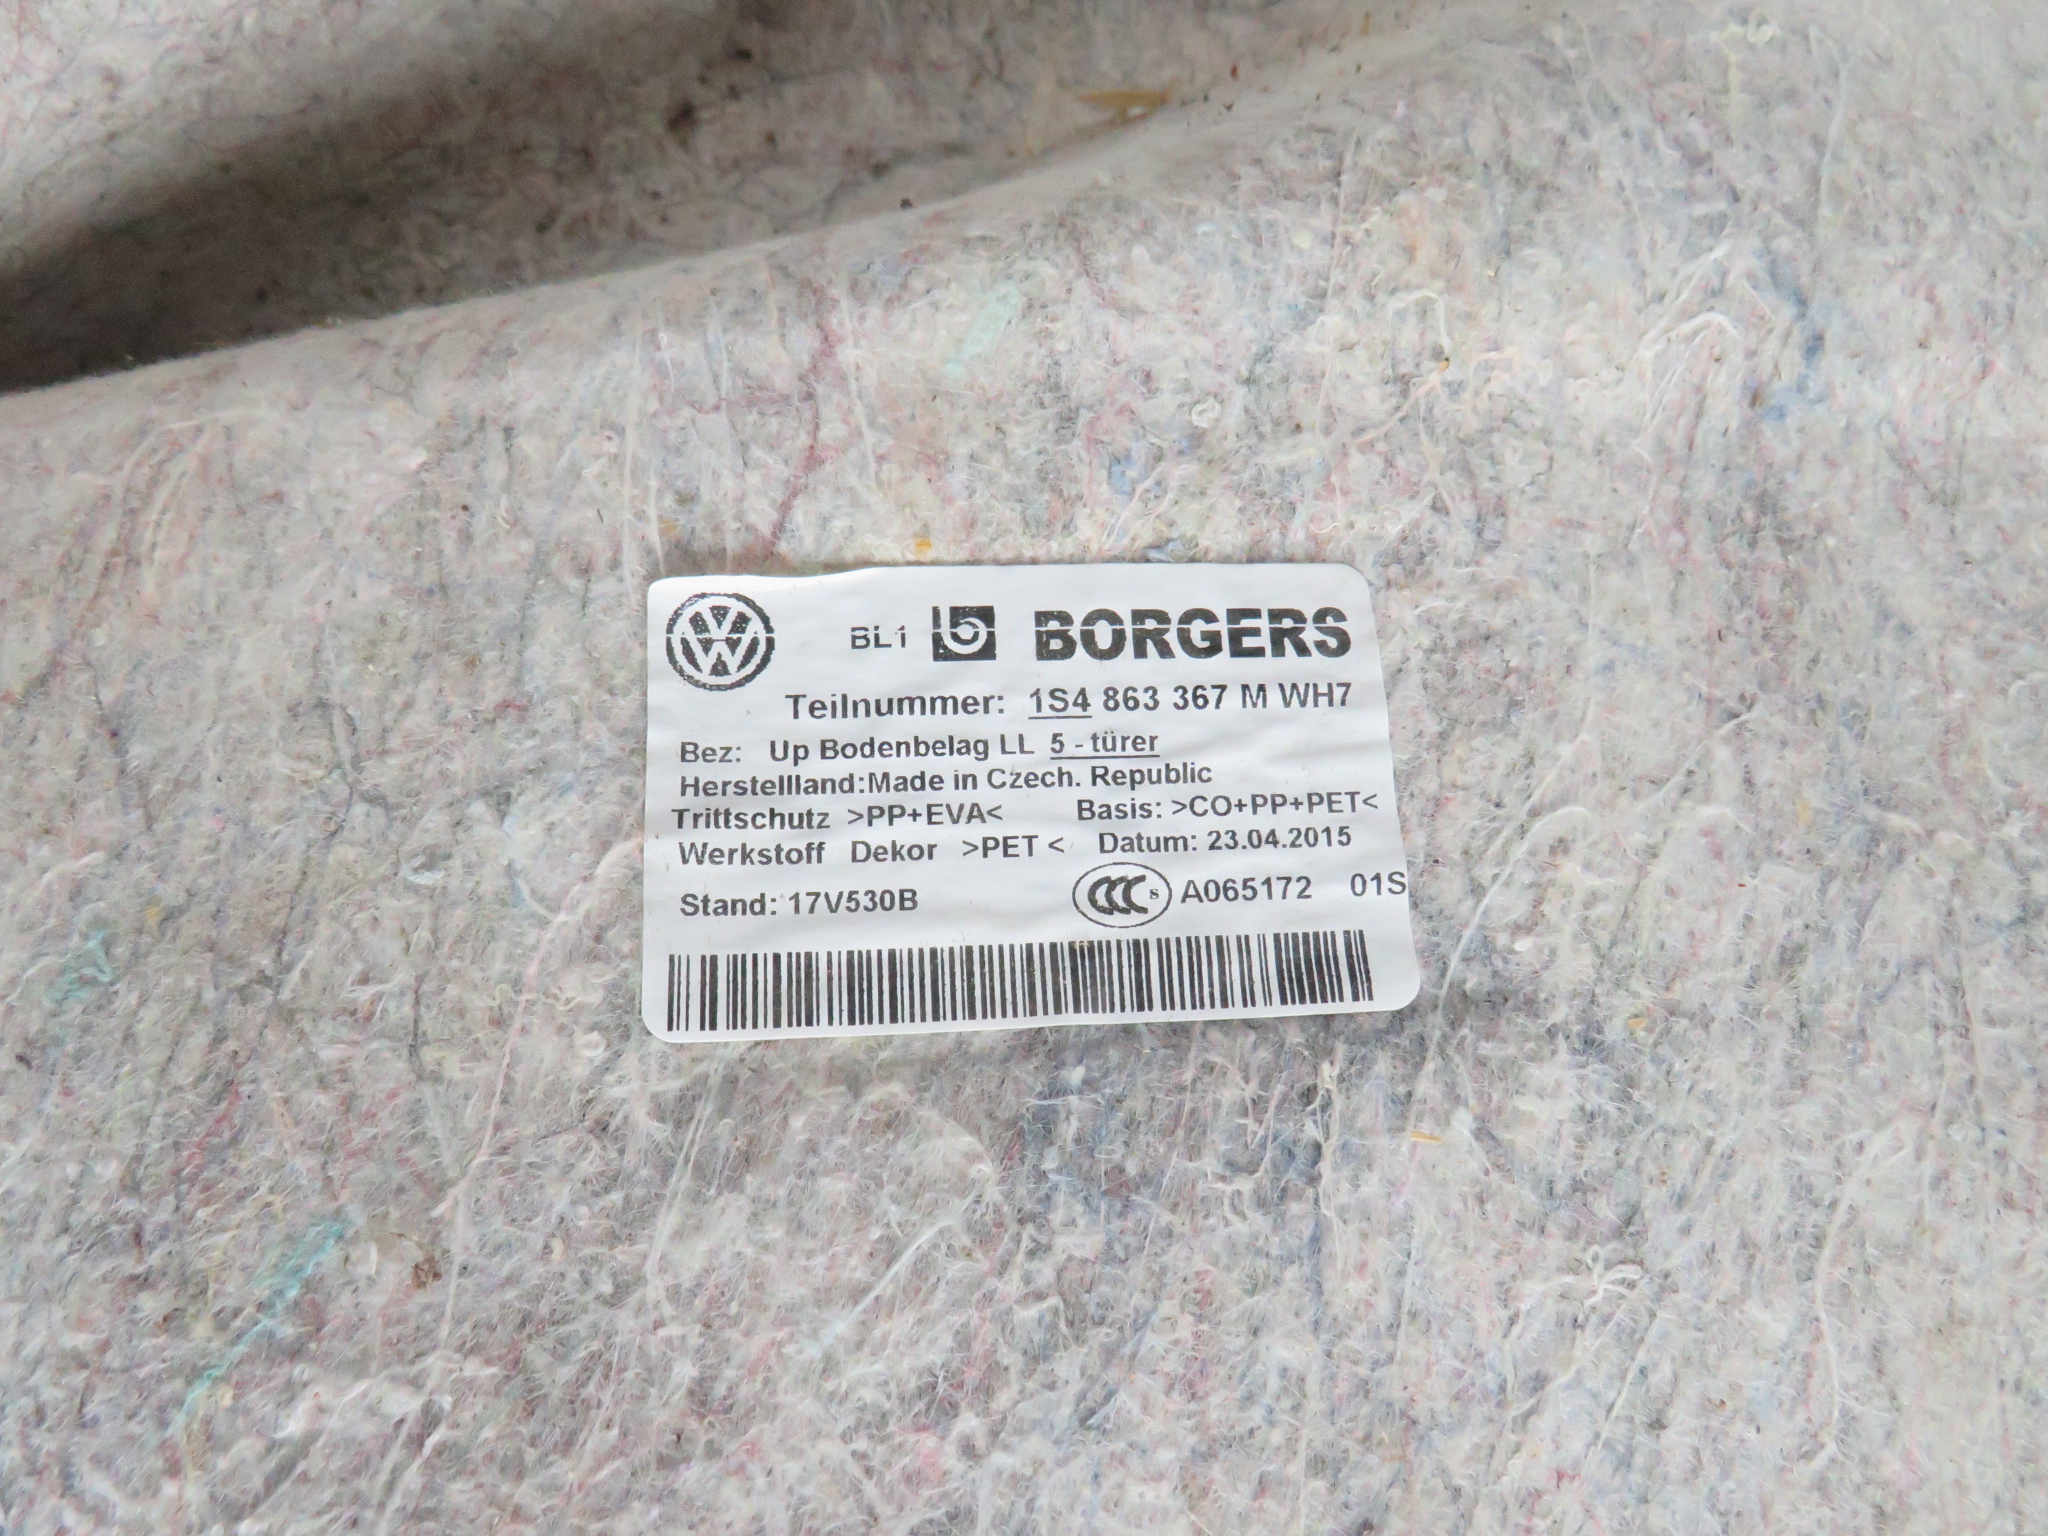 BL1 BORGERS
Teilnummer: 1S4 863 367 M WH7
Bez: Up Bodenbelag LL 5 - türer
Herstellland:Made in Czech. Republic
Trittschutz >PP+EVA< Basis: >CO+PP+PET<
Werkstoff Dekor >PET < Datum: 23.04.2015
Stand: 17V530B CCC S A065172 01S